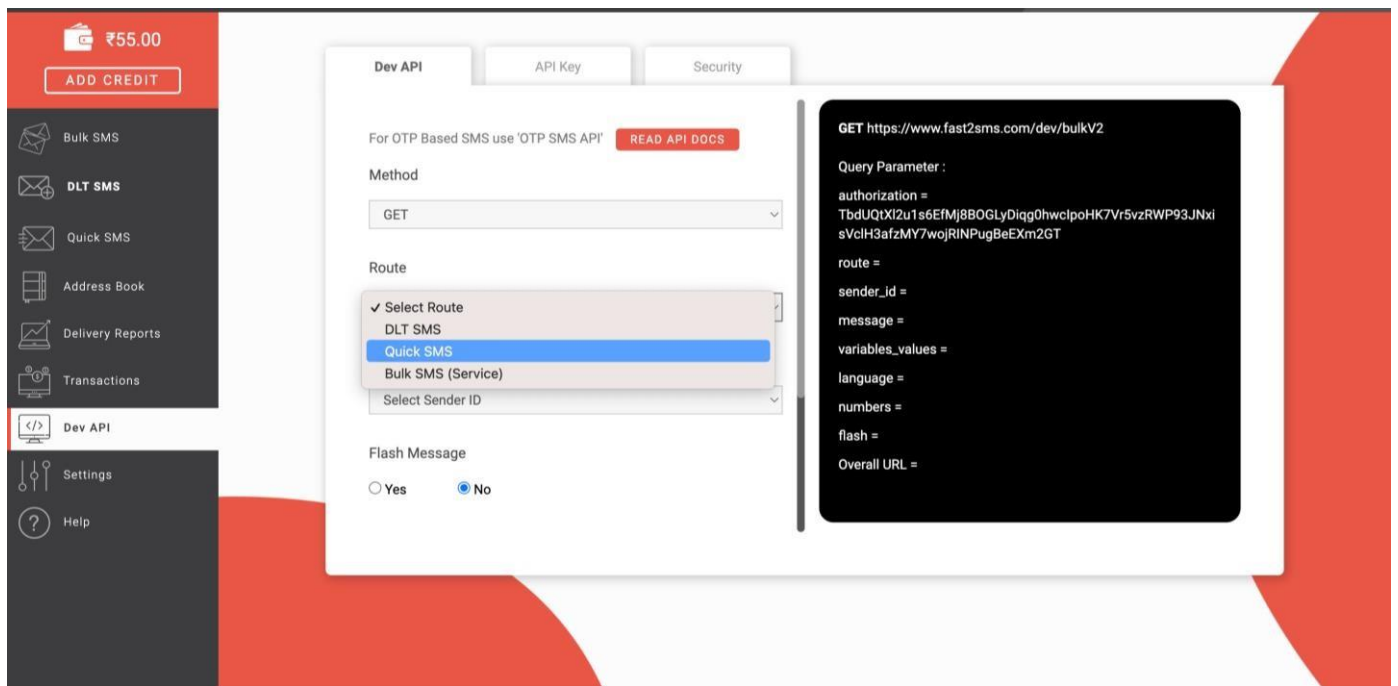 ₹55.00
ADD CREDIT
Bulk SMS
DLT SMS
Quick SMS
Address Book
Delivery Reports
Transactions
Dev API
Settings
Help
Dev API
API Key
Security
For OTP Based SMS use 'OTP SMS API' READ API DOCS
Method
GET
Route
✓ Select Route
DLT SMS
Quick SMS
Bulk SMS (Service)
Select Sender ID
Flash Message
Yes No
GET https://www.fast2sms.com/dev/bulkV2
Query Parameter :
authorization =
TbdUQtXl2u1s6EfMj8BOGLyDiqg0hwcIpoHK7Vr5vzRWP93JNxi
sVclH3afzMY7wojRINPugBeEXm2GT
route =
sender_id =
message =
variables_values =
language =
numbers =
flash =
Overall URL =